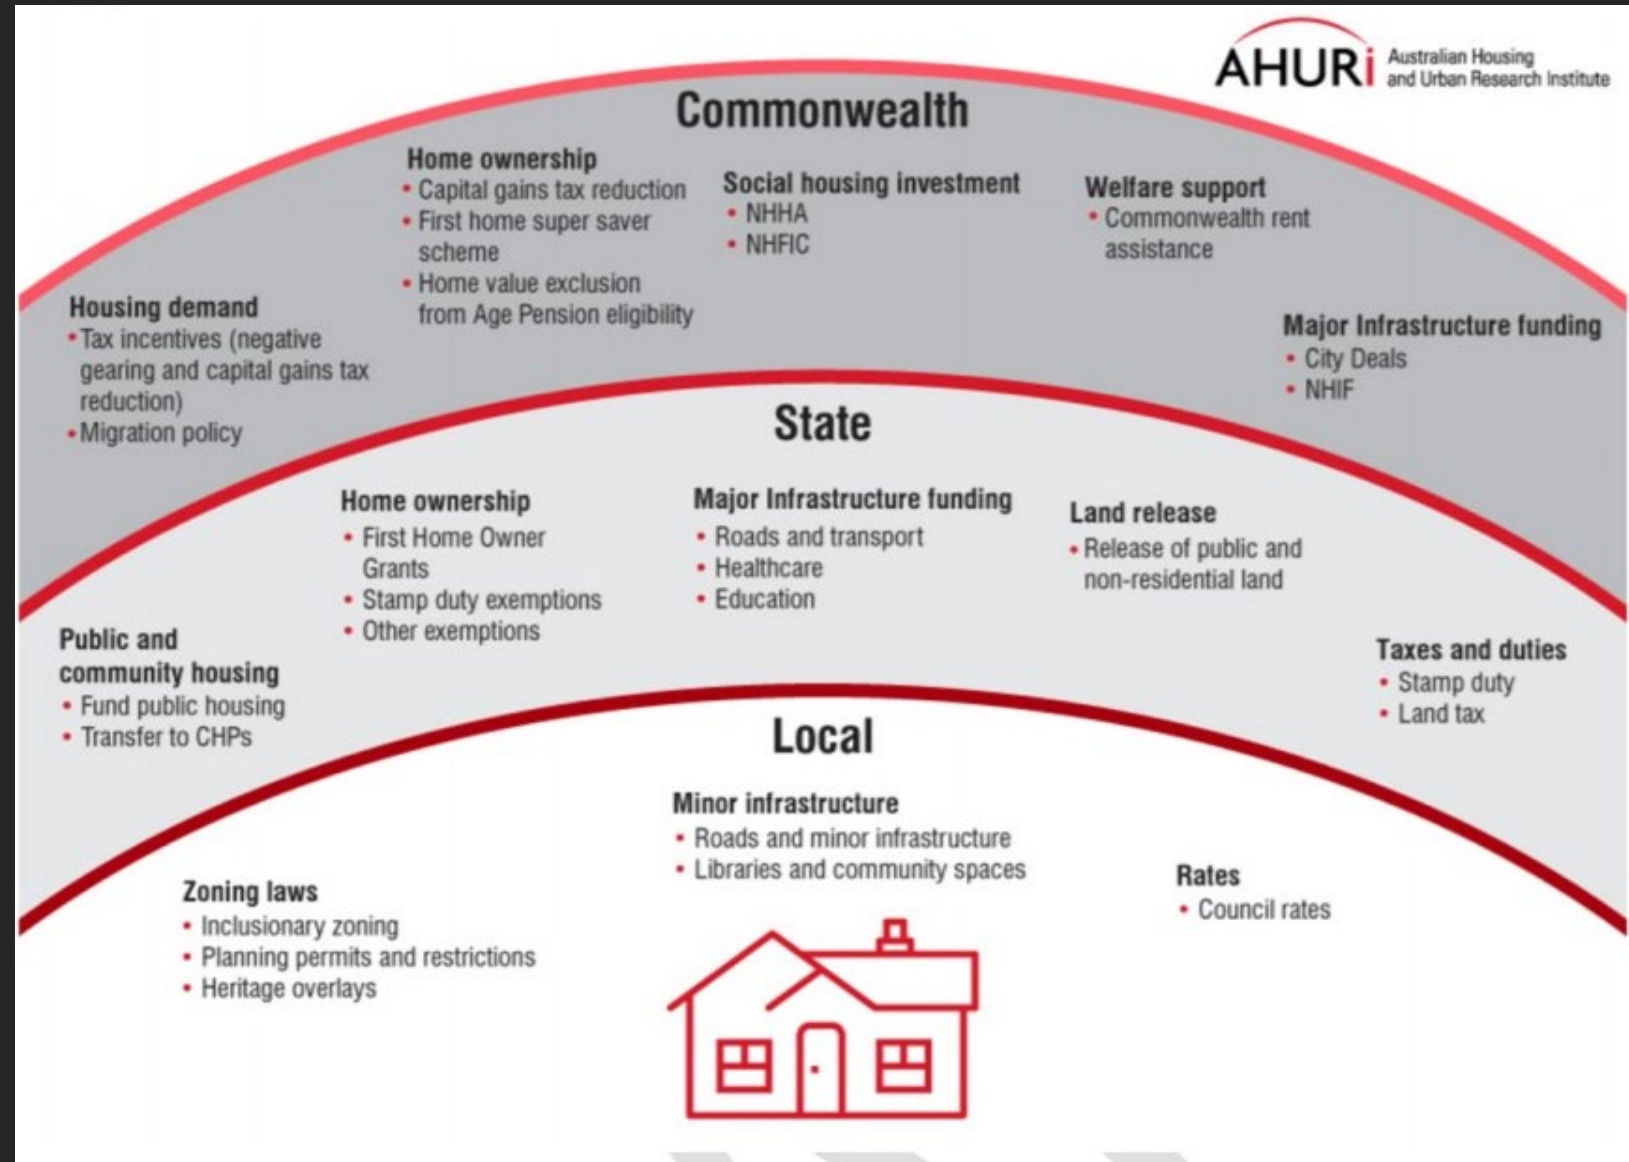 AHURi
Australian Housing
and Urban Research Institute
Commonwealth
Housing demand
• Tax incentives (negative
gearing and capital gains tax
reduction)
• Migration policy
Home ownership
• Capital gains tax reduction
• First home super saver
scheme
• Home value exclusion
from Age Pension eligibility
Social housing investment
• NHHA
• NHFIC
Welfare support
• Commonwealth rent
assistance
Major Infrastructure funding
• City Deals
• NHIF
State
Public and
community housing
• Fund public housing
• Transfer to CHPs
Home ownership
• First Home Owner
Grants
• Stamp duty exemptions
• Other exemptions
Major Infrastructure funding
• Roads and transport
• Healthcare
• Education
Land release
• Release of public and
non-residential land
Taxes and duties
• Stamp duty
• Land tax
Local
Zoning laws
• Inclusionary zoning
• Planning permits and restrictions
• Heritage overlays
Minor infrastructure
• Roads and minor infrastructure
• Libraries and community spaces
Rates
• Council rates